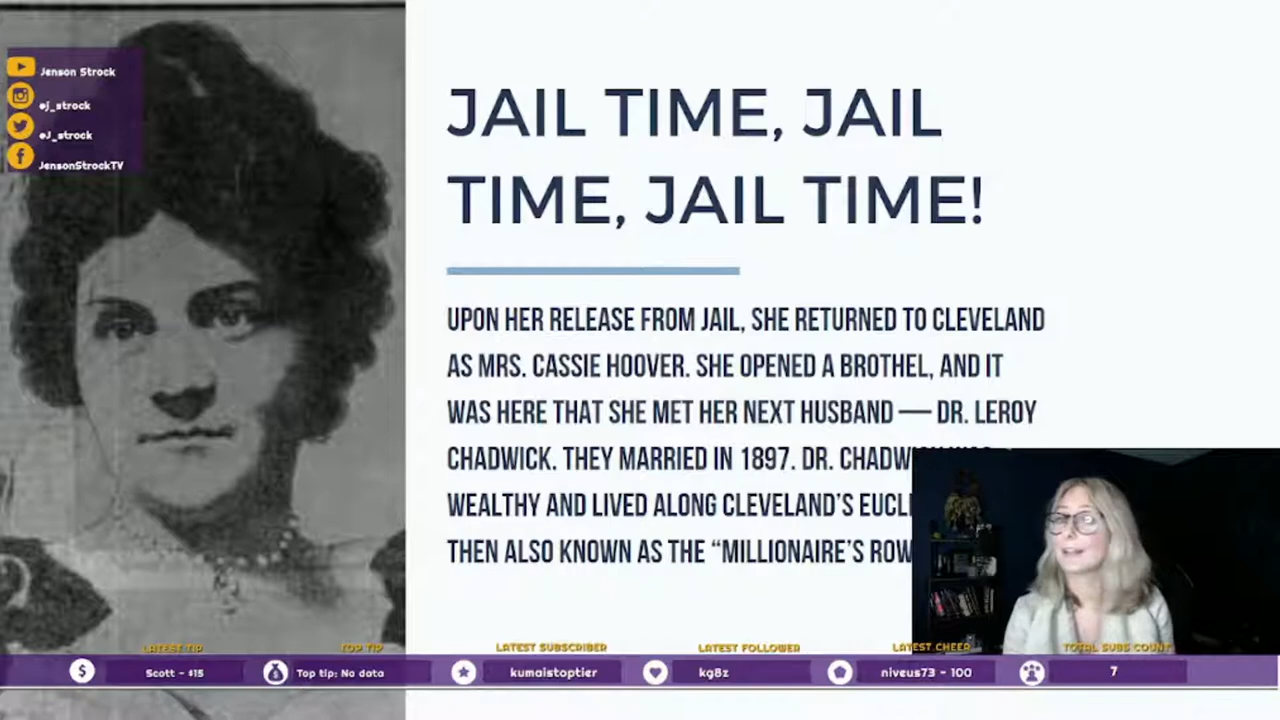 Jenson Strock
@j_strock
@J_strock
JensonStrockTV
JAIL TIME, JAIL
TIME, JAIL TIME!
UPON HER RELEASE FROM JAIL, SHE RETURNED TO CLEVELAND
AS MRS. CASSIE HOOVER. SHE OPENED A BROTHEL, AND IT
WAS HERE THAT SHE MET HER NEXT HUSBAND — DR. LEROY
CHADWICK. THEY MARRIED IN 1897. DR.
WEALTHY AND LIVED ALONG CLEVELAND'S
THEN ALSO KNOWN AS THE “MILLIONAIRE'S ROW
LATEST TIP
Scott - $15
TOP TIP
Top tip: No data
LATEST SUBSCRIBER
kumaistoptier
LATEST FOLLOWER
kg8z
LATEST CHEER
niveus73 - 100
TOTAL SUBS COUNT
7